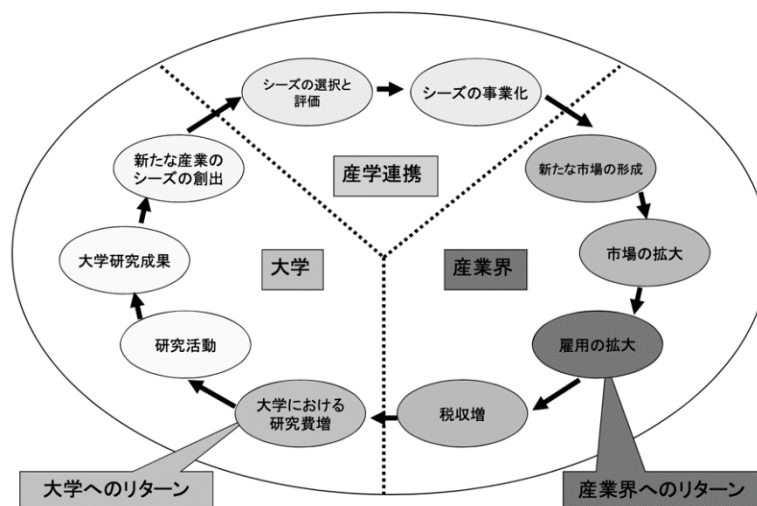 シーズの選択と
評価
シーズの事業化
新たな産業の
シーズの創出
産学連携
新たな市場の形成
大学研究成果
大学
産業界
市場の拡大
研究活動
雇用の拡大
大学における
研究費増
税収増
大学へのリターン
産業界へのリターン